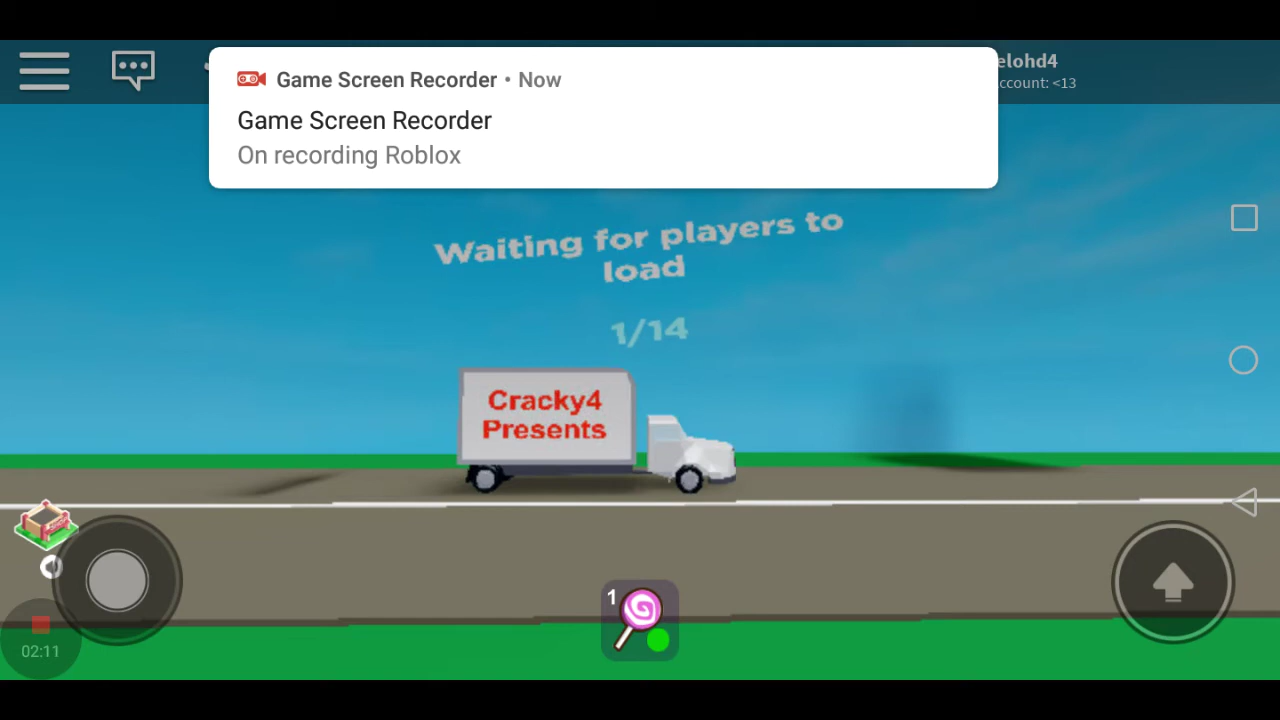 Game Screen Recorder • Now
Game Screen Recorder
On recording Roblox
elohd4
ccount: <13
Waiting for players to
load
1/14
Cracky4
Presents
1
02:11